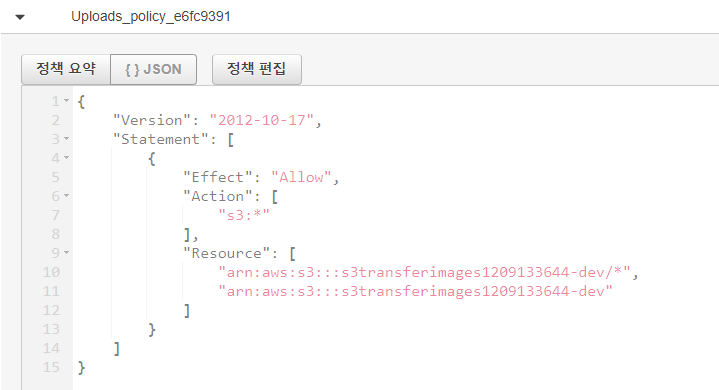 Uploads_policy_e6fc9391
정책 요약 { } JSON 정책 편집
1 {
2 "Version": "2012-10-17",
3 "Statement": [
4 {
5 "Effect": "Allow",
6 "Action": [
7 "s3:*"
8 ],
9 "Resource": [
10 "arn:aws:s3:::s3transferimages1209133644-dev/*",
11 "arn:aws:s3:::s3transferimages1209133644-dev"
12 ]
13 }
14 ]
15 }